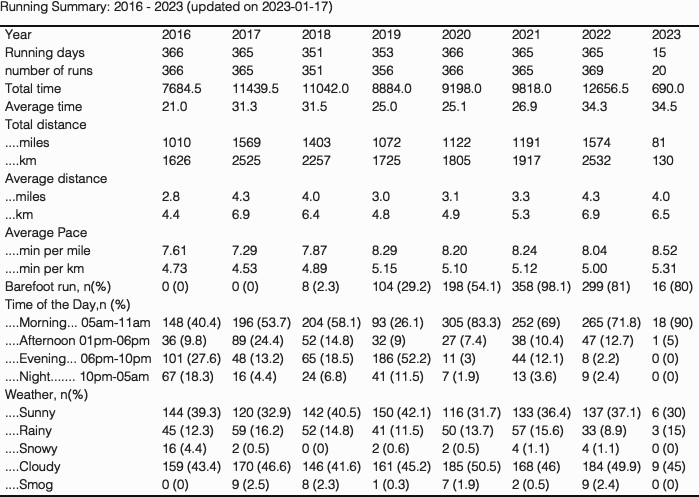 Running Summary: 2016 - 2023 (updated on 2023-01-17)
Year 2016 2017 2018 2019 2020 2021 2022 2023
Running days 366 365 351 353 366 365 365 15
number of runs 366 365 351 356 366 365 369 20
Total time 7684.5 11439.5 11042.0 8884.0 9198.0 9818.0 12656.5 690.0
Average time 21.0 31.3 31.5 25.0 25.1 26.9 34.3 34.5
Total distance
....miles 1010 1569 1403 1072 1122 1191 1574 81
....km 1626 2525 2257 1725 1805 1917 2532 130
Average distance
...miles 2.8 4.3 4.0 3.0 3.1 3.3 4.3 4.0
...km 4.4 6.9 6.4 4.8 4.9 5.3 6.9 6.5
Average Pace
....min per mile 7.61 7.29 7.87 8.29 8.20 8.24 8.04 8.52
....min per km 4.73 4.53 4.89 5.15 5.10 5.12 5.00 5.31
Barefoot run, n(%) 0 (0) 0 (0) 8 (2.3) 104 (29.2) 198 (54.1) 358 (98.1) 299 (81) 16 (80)
Time of the Day,n (%)
....Morning... 05am-11am 148 (40.4) 196 (53.7) 204 (58.1) 93 (26.1) 305 (83.3) 252 (69) 265 (71.8) 18 (90)
....Afternoon 01pm-06pm 36 (9.8) 89 (24.4) 52 (14.8) 32 (9) 27 (7.4) 38 (10.4) 47 (12.7) 1 (5)
....Evening... 06pm-10pm 101 (27.6) 48 (13.2) 65 (18.5) 186 (52.2) 11 (3) 44 (12.1) 8 (2.2) 0 (0)
....Night....... 10pm-05am 67 (18.3) 16 (4.4) 24 (6.8) 41 (11.5) 7 (1.9) 13 (3.6) 9 (2.4) 0 (0)
Weather, n(%)
....Sunny 144 (39.3) 120 (32.9) 142 (40.5) 150 (42.1) 116 (31.7) 133 (36.4) 137 (37.1) 6 (30)
....Rainy 45 (12.3) 59 (16.2) 52 (14.8) 41 (11.5) 50 (13.7) 57 (15.6) 33 (8.9) 3 (15)
....Snowy 16 (4.4) 2 (0.5) 0 (0) 2 (0.6) 2 (0.5) 4 (1.1) 4 (1.1) 0 (0)
....Cloudy 159 (43.4) 170 (46.6) 146 (41.6) 161 (45.2) 185 (50.5) 168 (46) 184 (49.9) 9 (45)
....Smog 0 (0) 9 (2.5) 8 (2.3) 1 (0.3) 7 (1.9) 2 (0.5) 9 (2.4) 0 (0)